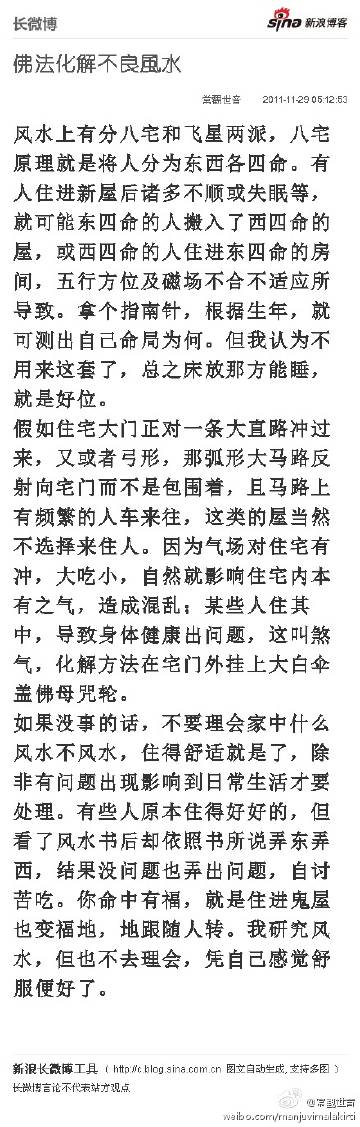 长微博
sina 新浪博客
佛法化解不良風水
2011-11-29 05:12:53
风水上有分八宅和飞星两派，八宅
原理就是将人分为东西各四命。有
人住进新屋后诸多不顺或失眠等，
就可能东四命的人搬入了西四命的
屋，或西四命的人住进东四命的房
间，五行方位及磁场不合不适应所
导致。拿个指南针，根据生年，就
可测出自己命局为何。但我认为不
用来这套了，总之床放那方能睡，
就是好位。
假如住宅大门正对一条大直路冲过
来，又或者弓形，那弧形大马路反
射向宅门而不是包围着，且马路上
有频繁的人车来往，这类的屋当然
不选择来住人。因为气场对住宅有
冲，大吃小，自然就影响住宅内本
有之气，造成混乱；某些人住其
中，导致身体健康出问题，这叫煞
气，化解方法在宅门外挂上大白伞
盖佛母咒轮。
如果没事的话，不要理会家中什么
风水不风水，住得舒适就是了，除
非有问题出现影响到日常生活才要
处理。有些人原本住得好好的，但
看了风水书后却依照书所说弄东弄
西，结果没问题也弄出问题，自讨
苦吃。你命中有福，就是住进鬼屋
也变福地，地跟随人转。我研究风
水，但也不去理会，凭自己感觉舒
服便好了。
新浪长微博工具（ http://c.blog.sina.com.cn 图文自动生成, 支持多图 ）
长微博言论不代表站方观点
weibo.com/manjuvimalakirti